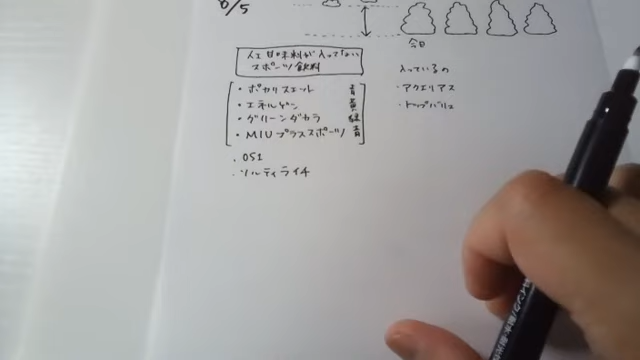 6/5
今日
人工甘味料が入ってない
スポーツ飲料
・ポカリスエット 青
・エネルゲン 黄
・グリーンダカラ 緑
・MIUプラススポーツ 青
・OS1
・ソルティライチ
入っているの
・アクエリアス
・トップバリュ